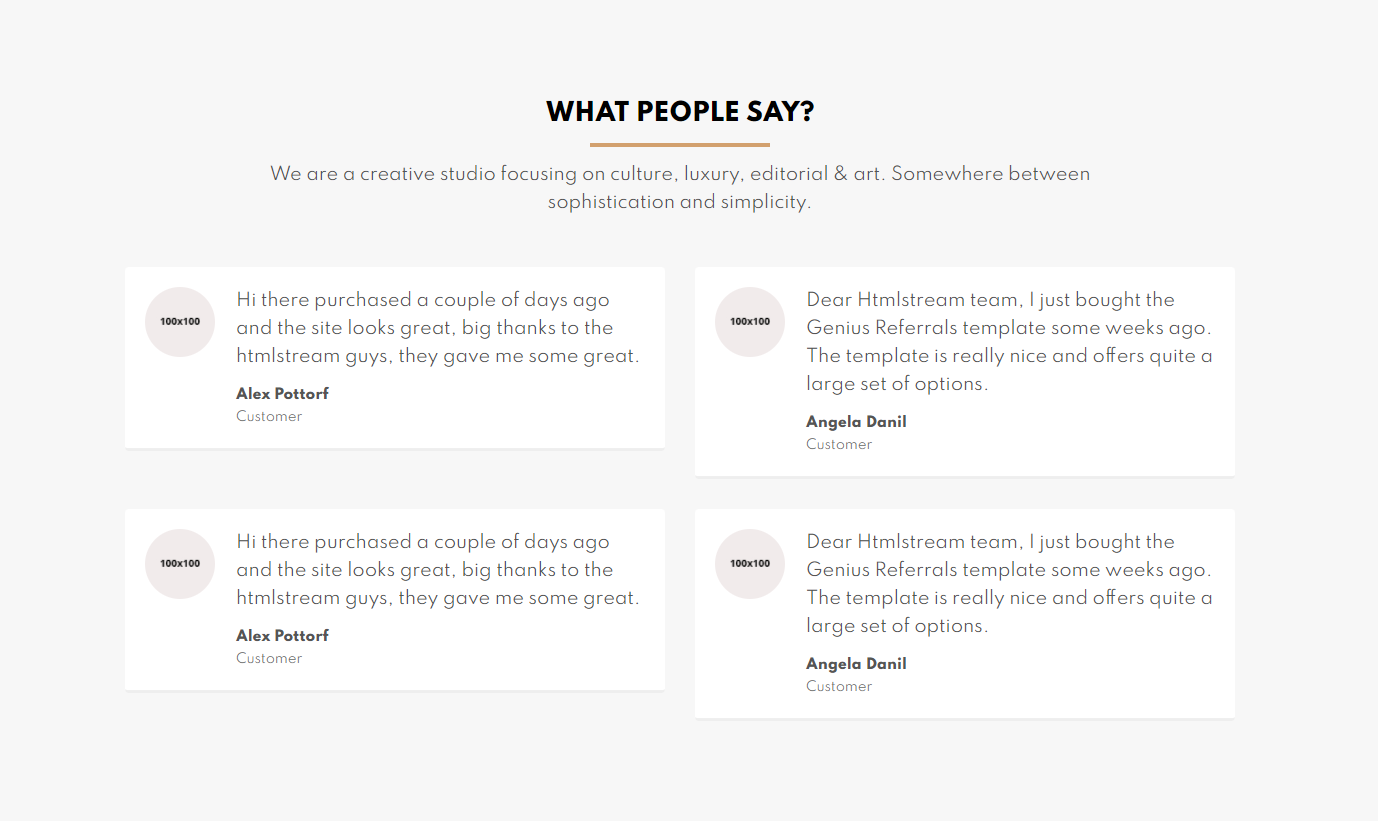 WHAT PEOPLE SAY?
We are a creative studio focusing on culture, luxury, editorial & art. Somewhere between
sophistication and simplicity.
100x100
Hi there purchased a couple of days ago
and the site looks great, big thanks to the
htmlstream guys, they gave me some great.
Alex Pottorf
Customer
100x100
Dear Htmlstream team, I just bought the
Genius Referrals template some weeks ago.
The template is really nice and offers quite a
large set of options.
Angela Danil
Customer
100x100
Hi there purchased a couple of days ago
and the site looks great, big thanks to the
htmlstream guys, they gave me some great.
Alex Pottorf
Customer
100x100
Dear Htmlstream team, I just bought the
Genius Referrals template some weeks ago.
The template is really nice and offers quite a
large set of options.
Angela Danil
Customer